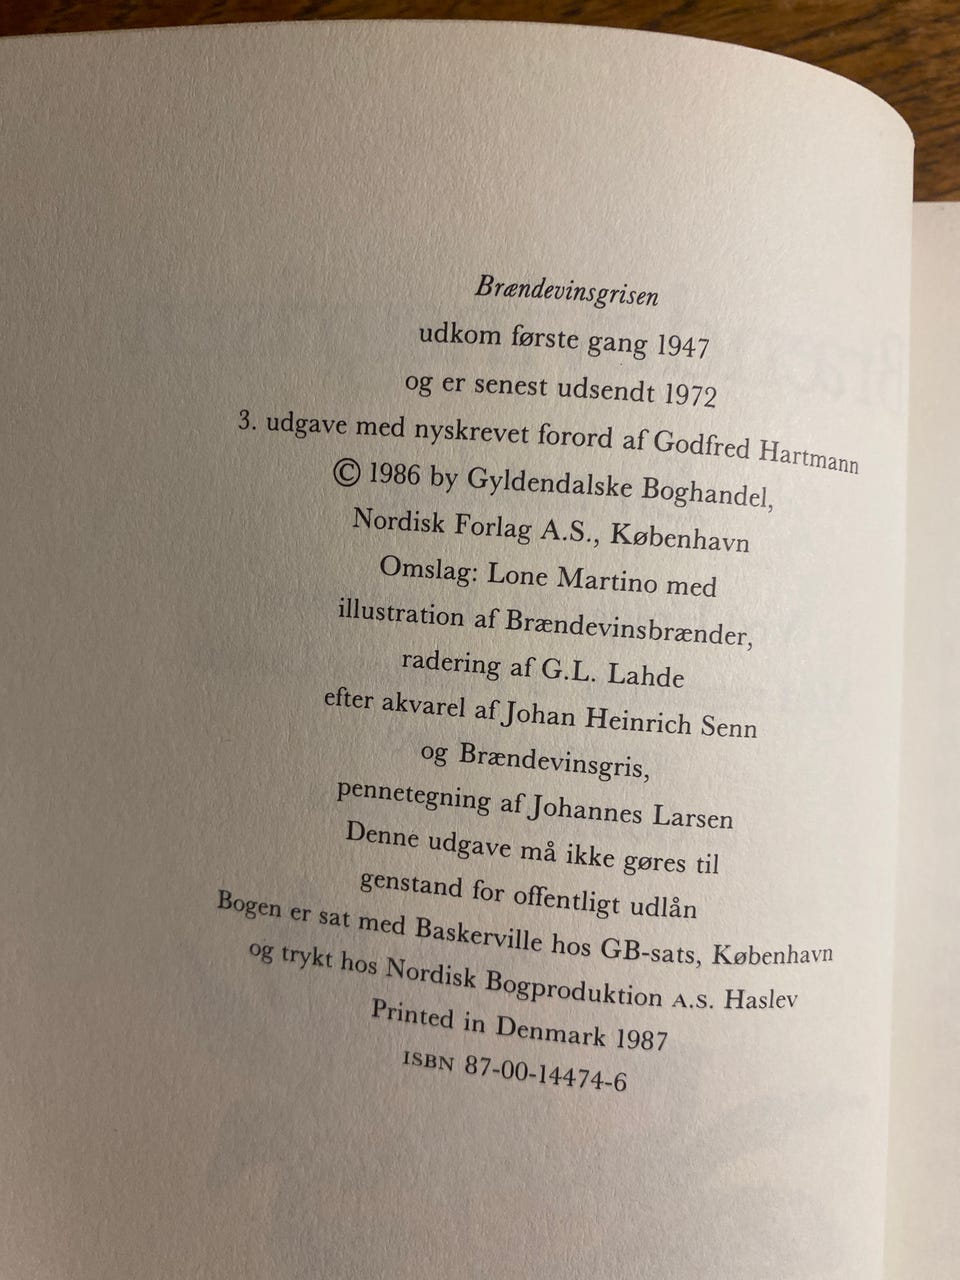 Brændevinsgrisen
udkom første gang 1947
og er senest udsendt 1972
3. udgave med nyskrevet forord af Godfred Hartmann
© 1986 by Gyldendalske Boghandel,
Nordisk Forlag A.S., København
Omslag: Lone Martino med
illustration af Brændevinsbrænder,
radering af G.L. Lahde
efter akvarel af Johan Heinrich Senn
og Brændevinsgris,
pennetegning af Johannes Larsen
Denne udgave må ikke gøres til
genstand for offentligt udlån
Bogen er sat med Baskerville hos GB-sats, København
og trykt hos Nordisk Bogproduktion A.S. Haslev
Printed in Denmark 1987
ISBN 87-00-14474-6